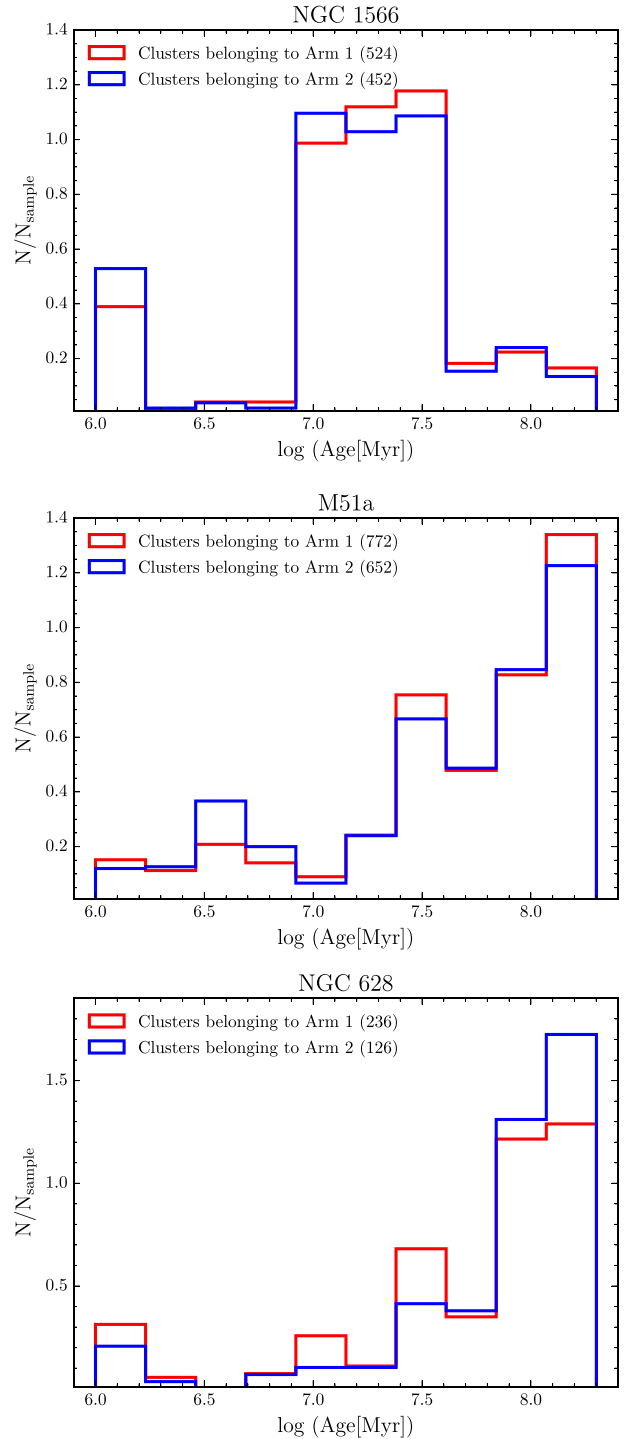 NGC 1566
Clusters belonging to Arm 1 (524)
Clusters belonging to Arm 2 (452)
1.4
1.2
1.0
0.8
0.6
0.4
0.2
N/Nsample
6.0 6.5 7.0 7.5 8.0
log (Age[Myr])
M51a
Clusters belonging to Arm 1 (772)
Clusters belonging to Arm 2 (652)
1.4
1.2
1.0
0.8
0.6
0.4
0.2
N/Nsample
6.0 6.5 7.0 7.5 8.0
log (Age[Myr])
NGC 628
Clusters belonging to Arm 1 (236)
Clusters belonging to Arm 2 (126)
1.5
1.0
0.5
N/Nsample
6.0 6.5 7.0 7.5 8.0
log (Age[Myr])